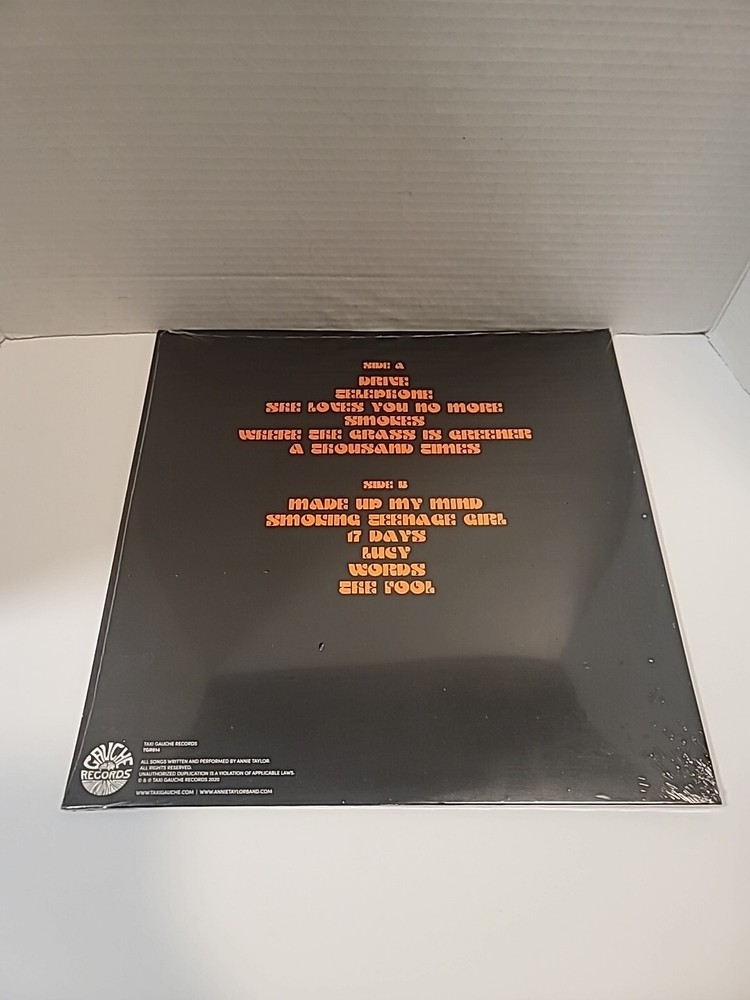 SIDE A
DRIVE
TELEPHONE
SHE LOVES YOU NO MORE
SMOKES
WHERE THE GRASS IS GREENER
A THOUSAND TIMES
SIDE B
MADE UP MY MIND
SMOKING TEENAGE GIRL
17 DAYS
LUCY
WORDS
THE FOOL
TAXI GAUCHE RECORDS
TGR014
ALL SONGS WRITTEN AND PERFORMED BY ANNIE TAYLOR.
ALL RIGHTS RESERVED.
UNAUTHORIZED DUPLICATION IS A VIOLATION OF APPLICABLE LAWS.
© & ℗ TAXI GAUCHE RECORDS 2020
WWW.TAXIGAUCHE.COM | WWW.ANNIETAYLORBAND.COM
GAUCHE
RECORDS